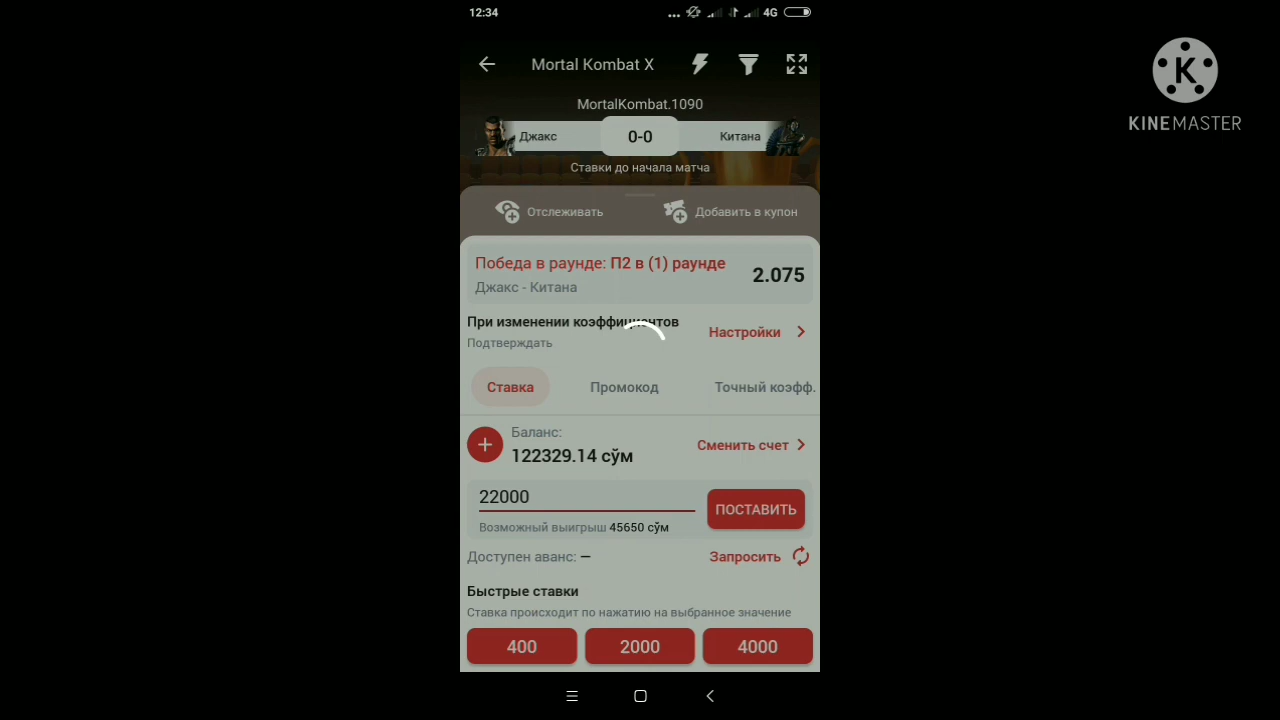 12:34
4G
Mortal Kombat X
MortalKombat.1090
Джакс
0-0
Китана
Ставки до начала матча
Отслеживать
Добавить в купон
Победа в раунде: П2 в (1) раунде
2.075
Джакс - Китана
При изменении коэффициентов
Подтверждать
Настройки
Ставка
Промокод
Точный коэфф.
Баланс:
122329.14 сўм
Сменить счет
22000
ПОСТАВИТЬ
Возможный выигрыш 45650 сўм
Доступен аванс: —
Запросить
Быстрые ставки
Ставка происходит по нажатию на выбранное значение
400
2000
4000
K
KINEMASTER